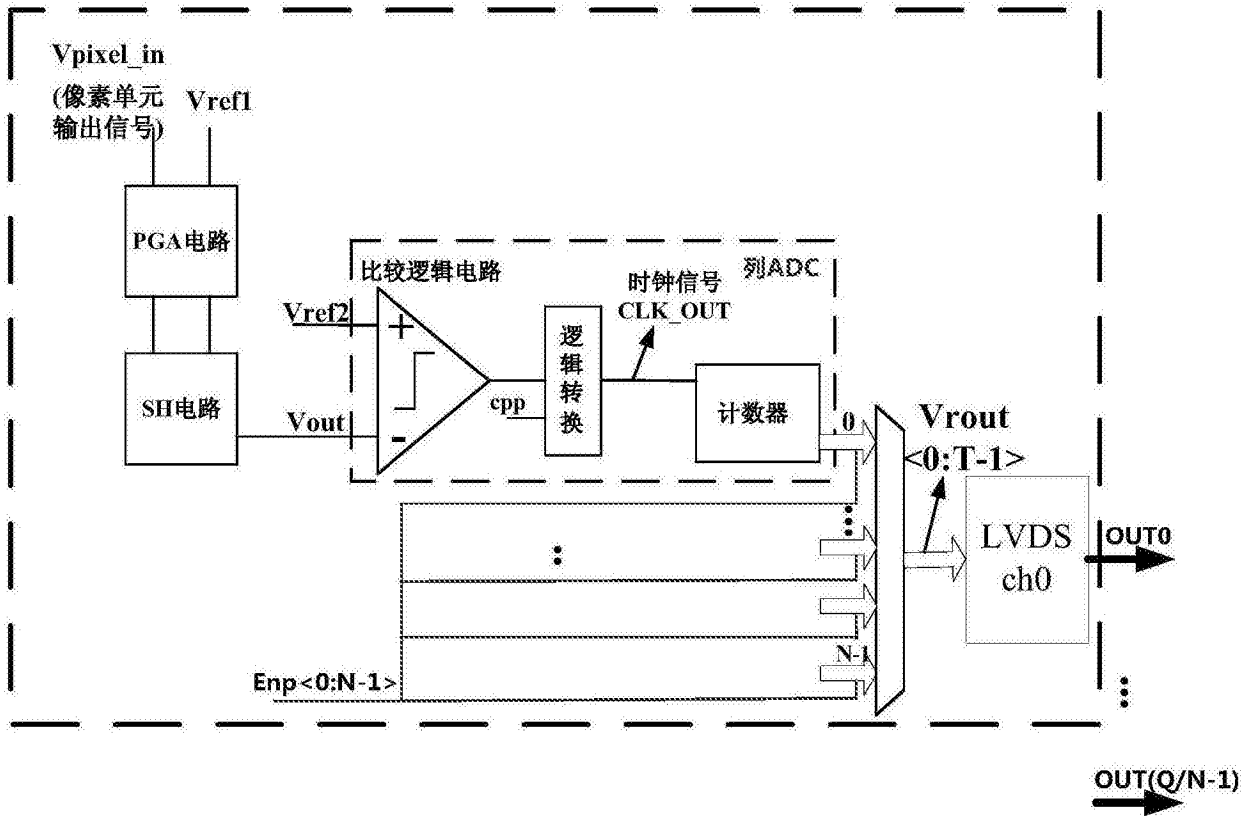 Vpixel_in
(像素单元
输出信号)
Vref1
PGA电路
SH电路
比较逻辑电路
列ADC
时钟信号
CLK_OUT
Vref2
+
逻辑转换
cpp
Vout
-
计数器
0
Vrout
<0:T-1>
LVDS
ch0
OUT0
N-1
Enp<0:N-1>
OUT(Q/N-1)